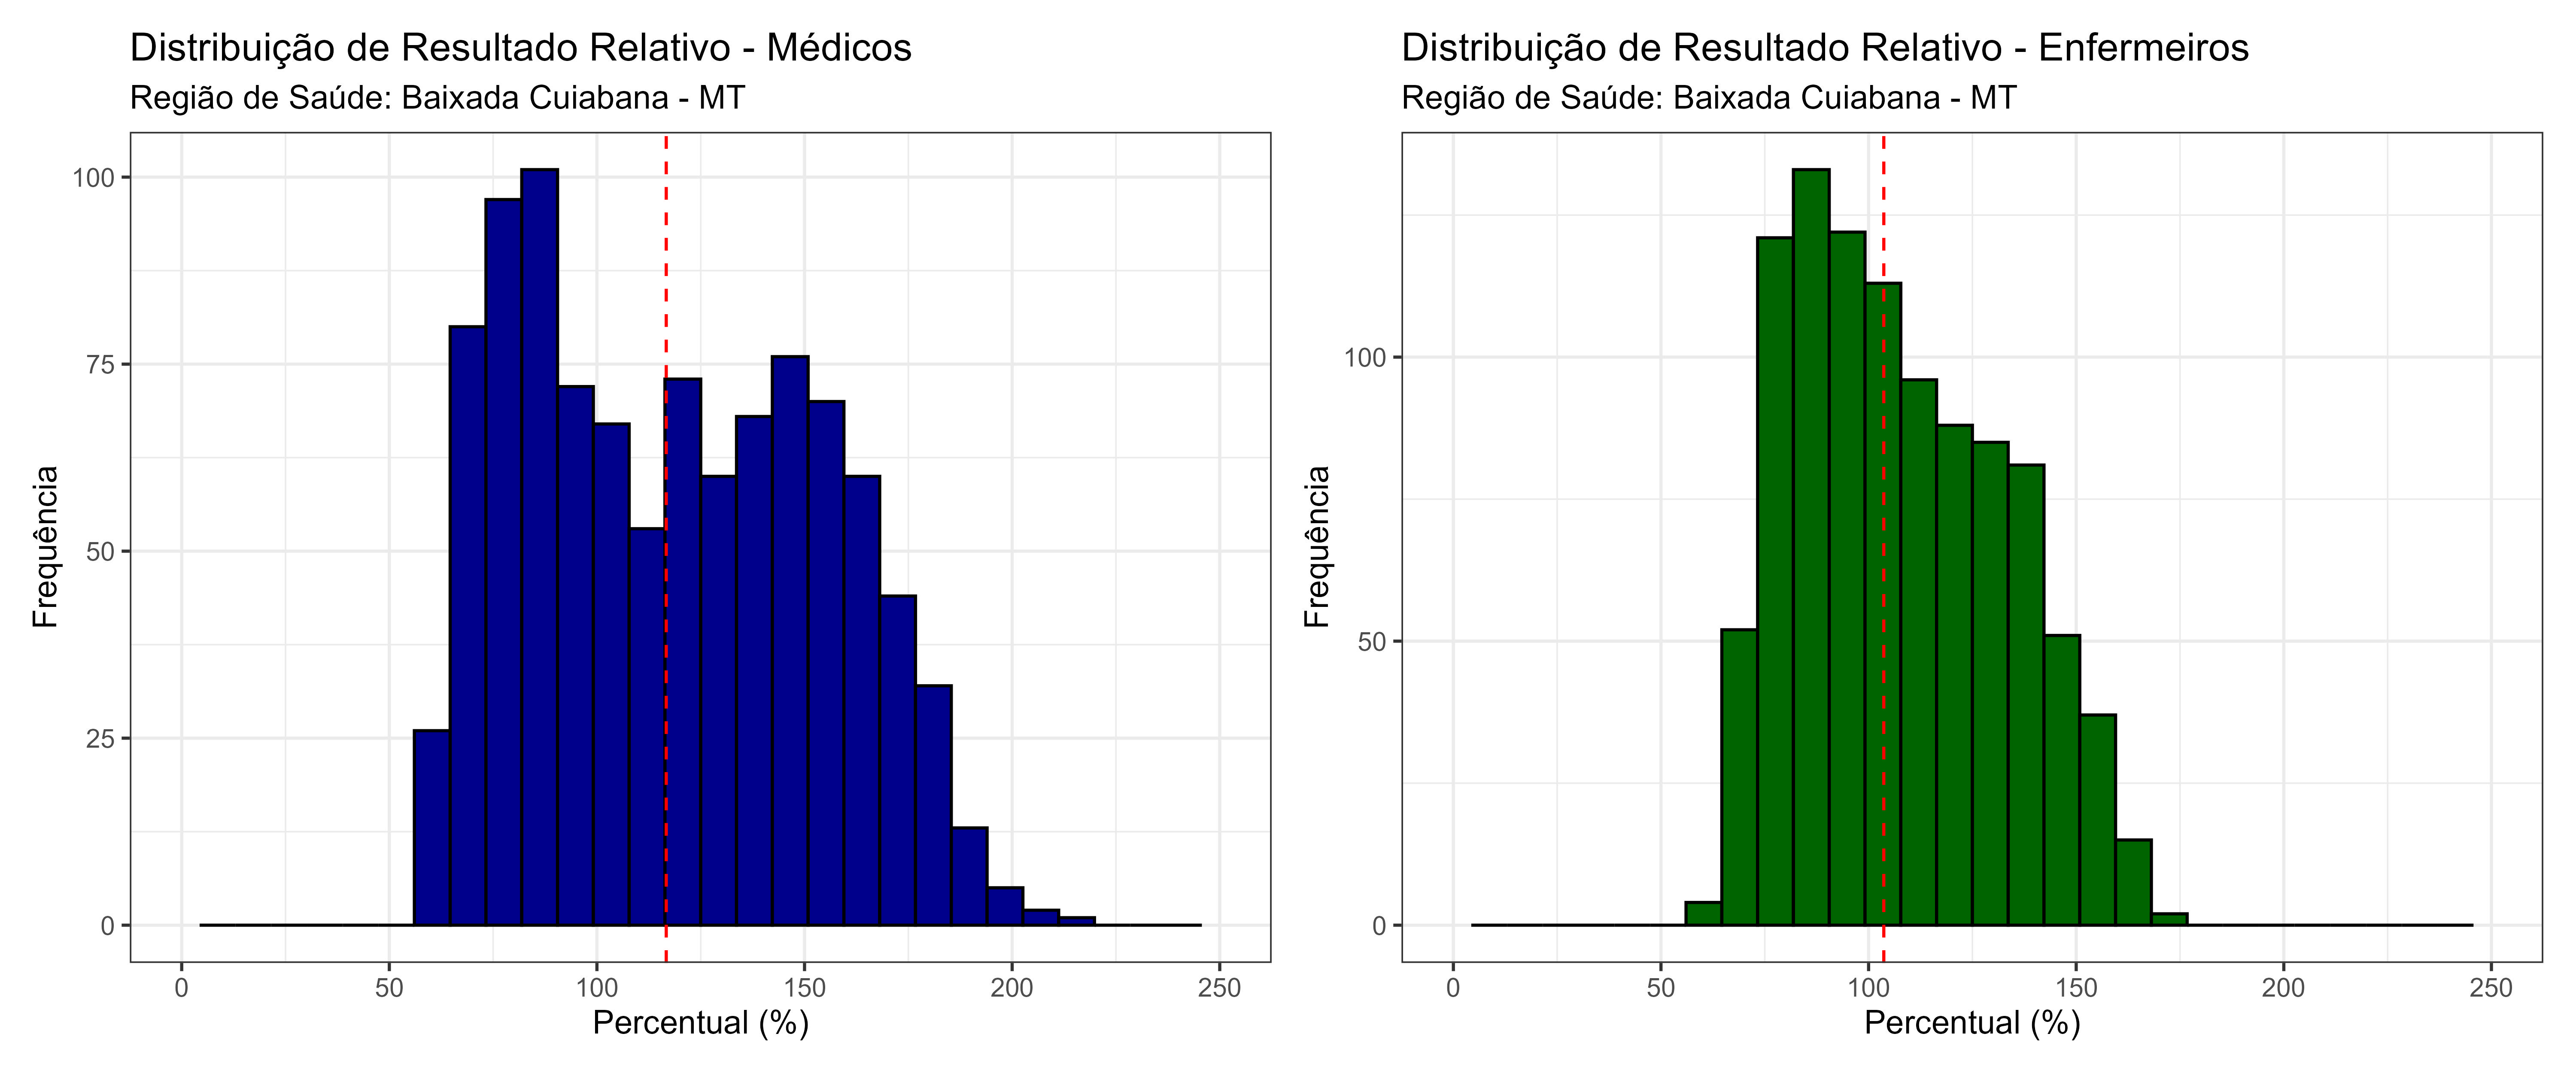 Distribuição de Resultado Relativo - Médicos
Região de Saúde: Baixada Cuiabana - MT
Frequência
100
75
50
25
0
0 50 100 150 200 250
Percentual (%)
Distribuição de Resultado Relativo - Enfermeiros
Região de Saúde: Baixada Cuiabana - MT
Frequência
100
50
0
0 50 100 150 200 250
Percentual (%)